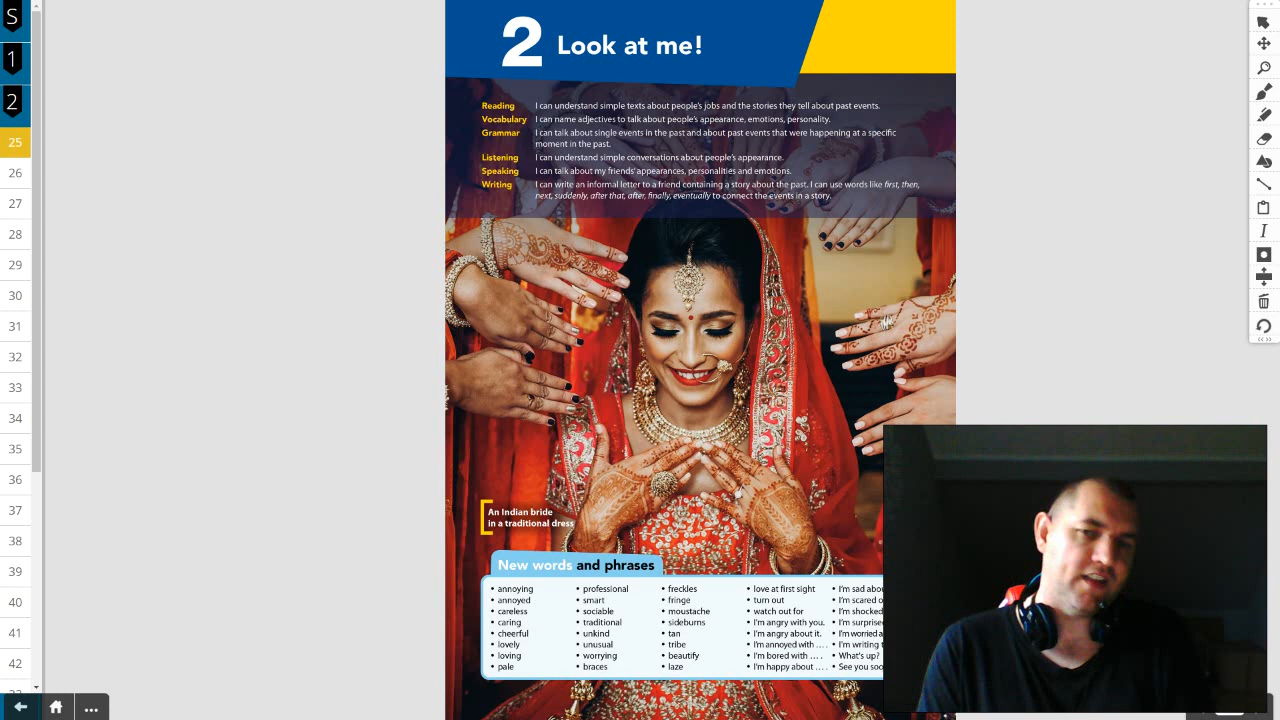 S
1
2
25
26
28
29
30
31
32
33
34
35
36
37
38
39
40
41
42
...
2 Look at me!
Reading I can understand simple texts about people's jobs and the stories they tell about past events.
Vocabulary I can name adjectives to talk about people's appearance, emotions, personality.
Grammar I can talk about single events in the past and about past events that were happening at a specific
moment in the past.
Listening I can understand simple conversations about people's appearance.
Speaking I can talk about my friends' appearances, personalities and emotions.
Writing I can write an informal letter to a friend containing a story about the past. I can use words like first, then,
next, suddenly, after that, after, finally, eventually to connect the events in a story.
An Indian bride
in a traditional dress
New words and phrases
• annoying
• annoyed
• careless
• caring
• cheerful
• lovely
• loving
• pale
• professional
• smart
• sociable
• traditional
• unkind
• unusual
• worrying
• braces
• freckles
• fringe
• moustache
• sideburns
• tan
• tribe
• beautify
• laze
• love at first sight
• turn out
• watch out for
• I'm angry with you.
• I'm angry about it.
• I'm annoyed with ... .
• I'm bored with ... .
• I'm happy about ... .
• I'm sad
• I'm scared
• I'm shocked
• I'm
• I'm worried
• I'm writing
• What's up?
• See you
I